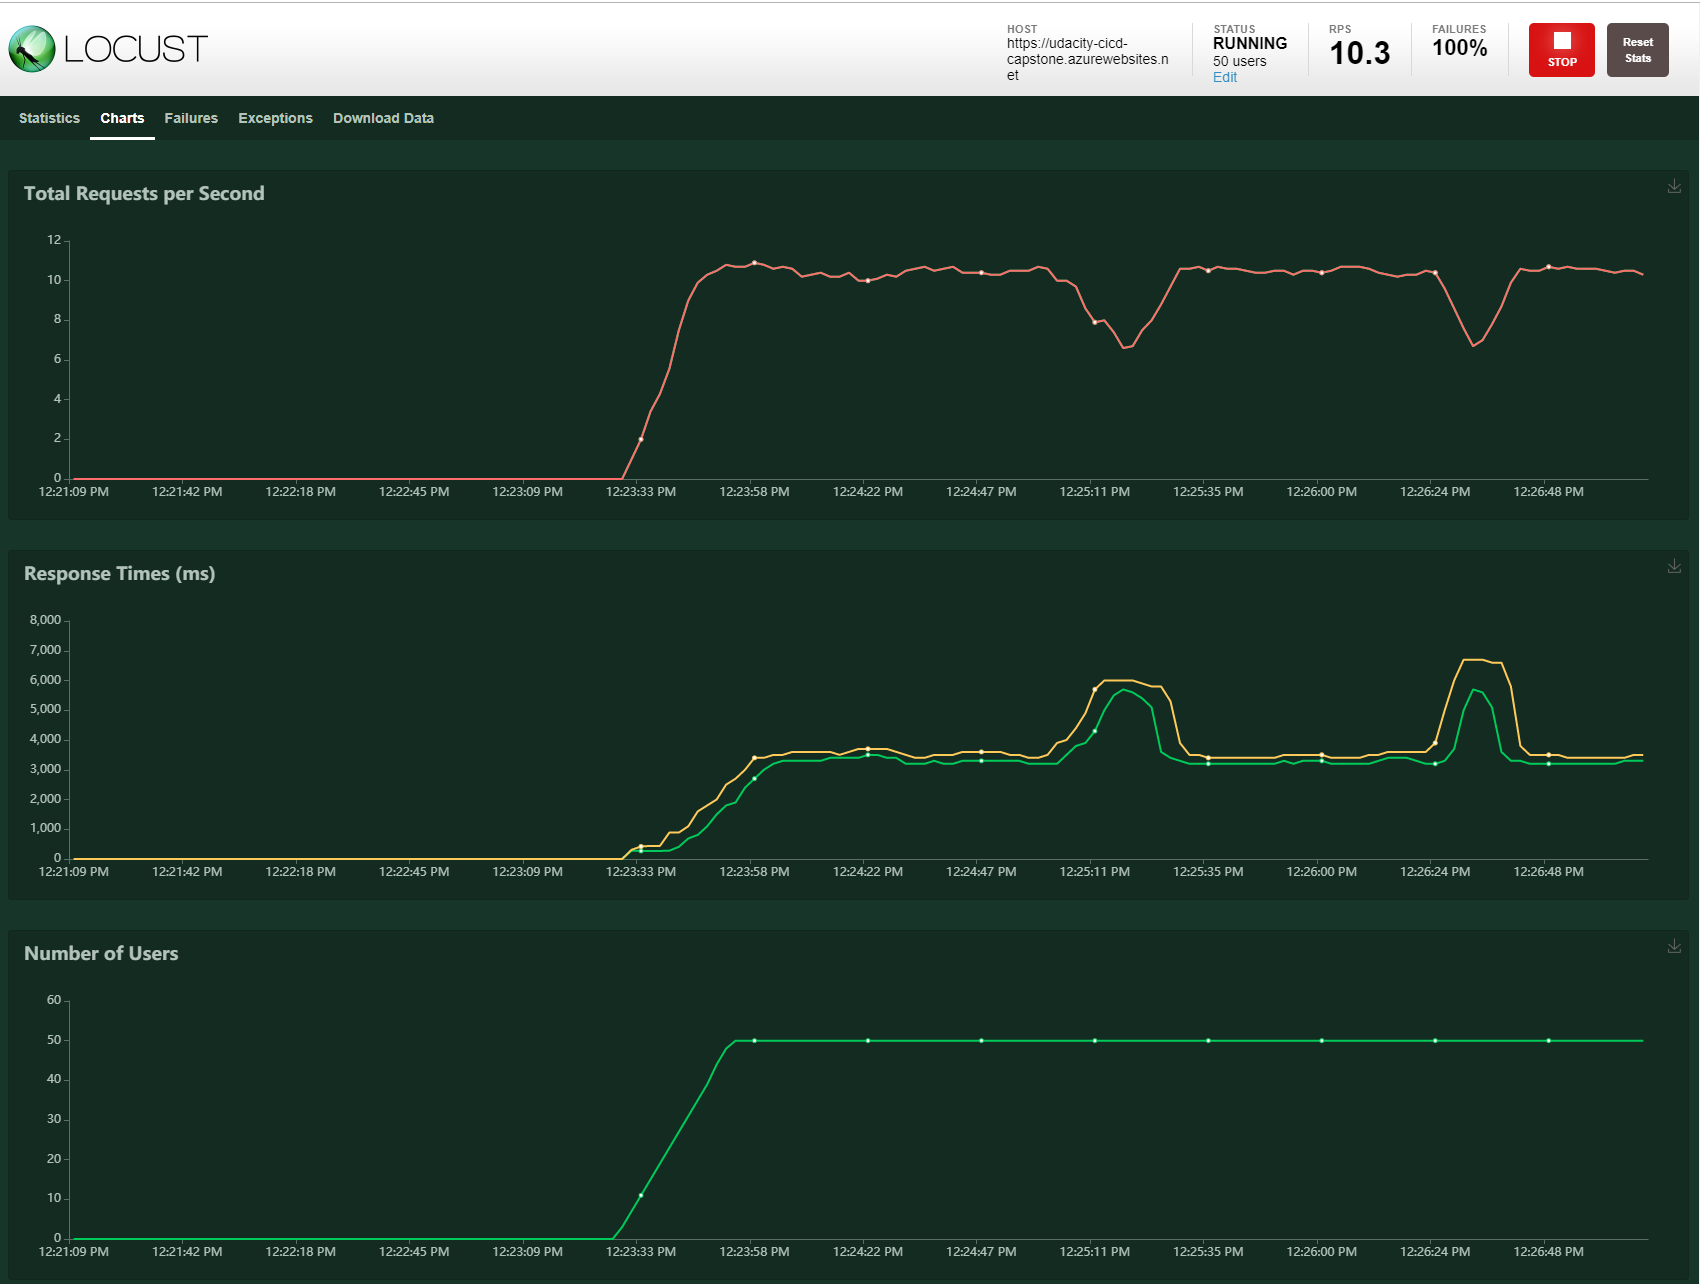 LOCUST
HOST
https://udacity-cicd-
capstone.azurewebsites.n
et
STATUS
RUNNING
50 users
Edit
RPS
10.3
FAILURES
100%
STOP
Reset
Stats
Statistics Charts Failures Exceptions Download Data
Total Requests per Second
12
10
8
6
4
2
0
12:21:09 PM 12:21:42 PM 12:22:18 PM 12:22:45 PM 12:23:09 PM 12:23:33 PM 12:23:58 PM 12:24:22 PM 12:24:47 PM 12:25:11 PM 12:25:35 PM 12:26:00 PM 12:26:24 PM 12:26:48 PM
Response Times (ms)
8,000
7,000
6,000
5,000
4,000
3,000
2,000
1,000
0
12:21:09 PM 12:21:42 PM 12:22:18 PM 12:22:45 PM 12:23:09 PM 12:23:33 PM 12:23:58 PM 12:24:22 PM 12:24:47 PM 12:25:11 PM 12:25:35 PM 12:26:00 PM 12:26:24 PM 12:26:48 PM
Number of Users
60
50
40
30
20
10
0
12:21:09 PM 12:21:42 PM 12:22:18 PM 12:22:45 PM 12:23:09 PM 12:23:33 PM 12:23:58 PM 12:24:22 PM 12:24:47 PM 12:25:11 PM 12:25:35 PM 12:26:00 PM 12:26:24 PM 12:26:48 PM